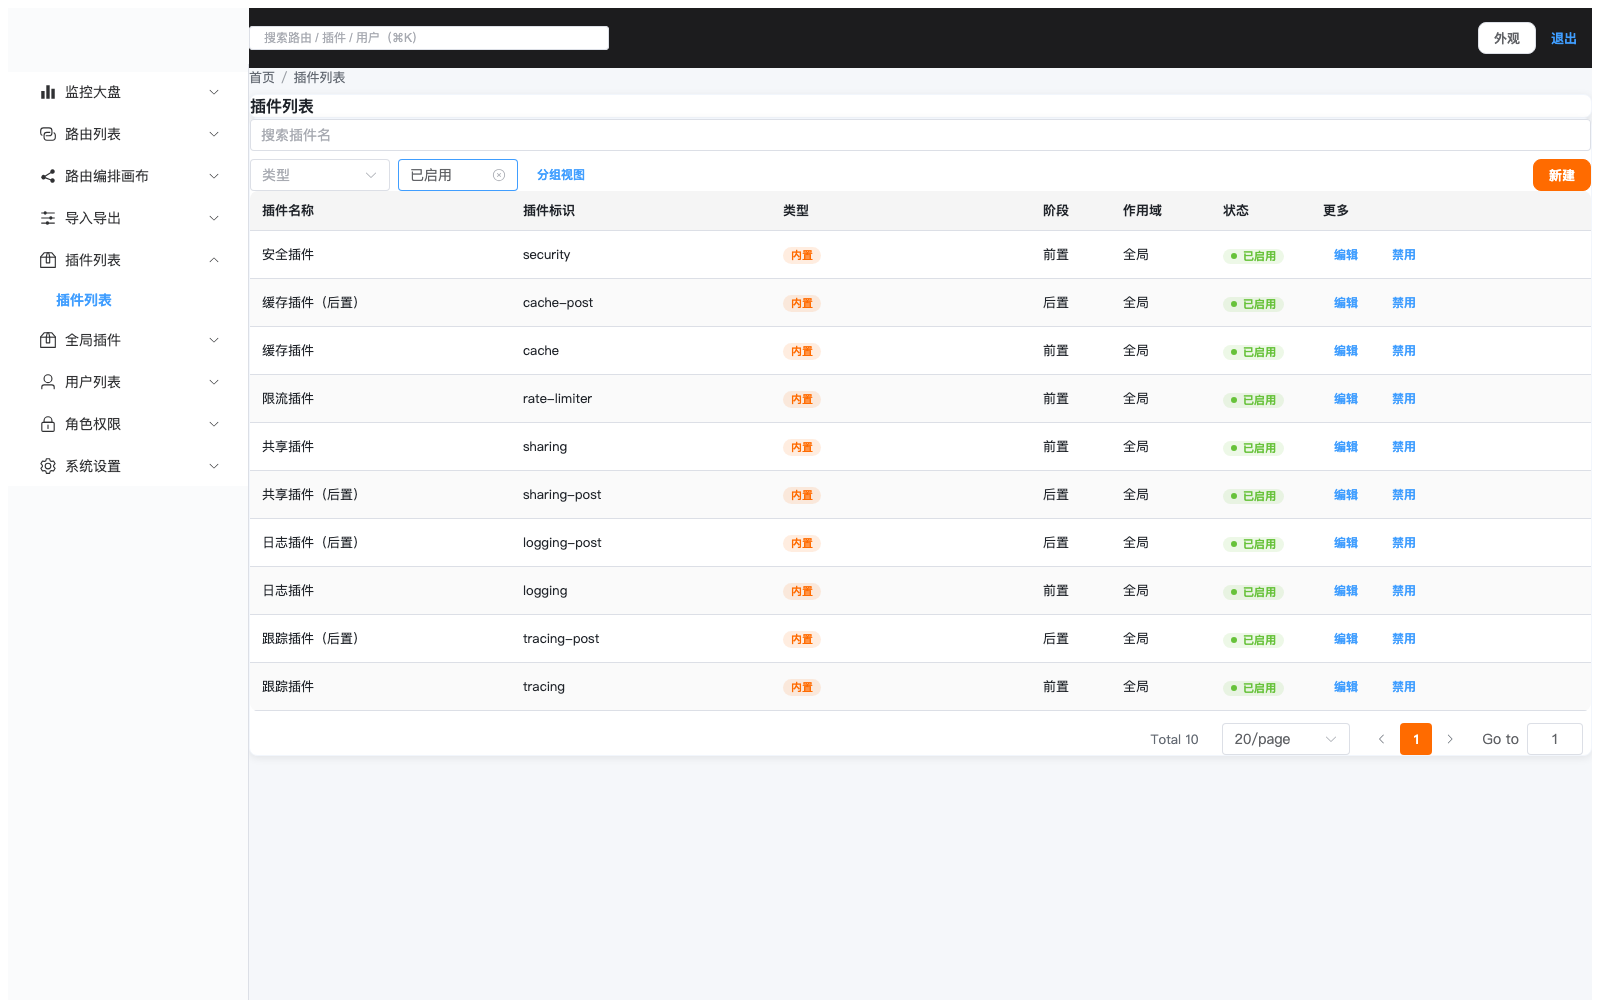 搜索路由 / 插件 / 用户（⌘K）
外观
退出
监控大盘
路由列表
路由编排画布
导入导出
插件列表
插件列表
全局插件
用户列表
角色权限
系统设置
首页 / 插件列表
插件列表
搜索插件名
类型 已启用 分组视图 新建
插件名称 插件标识 类型 阶段 作用域 状态 更多
安全插件 security 内置 前置 全局 已启用 编辑 禁用
缓存插件（后置） cache-post 内置 后置 全局 已启用 编辑 禁用
缓存插件 cache 内置 前置 全局 已启用 编辑 禁用
限流插件 rate-limiter 内置 前置 全局 已启用 编辑 禁用
共享插件 sharing 内置 前置 全局 已启用 编辑 禁用
共享插件（后置） sharing-post 内置 后置 全局 已启用 编辑 禁用
日志插件（后置） logging-post 内置 后置 全局 已启用 编辑 禁用
日志插件 logging 内置 前置 全局 已启用 编辑 禁用
跟踪插件（后置） tracing-post 内置 后置 全局 已启用 编辑 禁用
跟踪插件 tracing 内置 前置 全局 已启用 编辑 禁用
Total 10 20/page 1 Go to 1